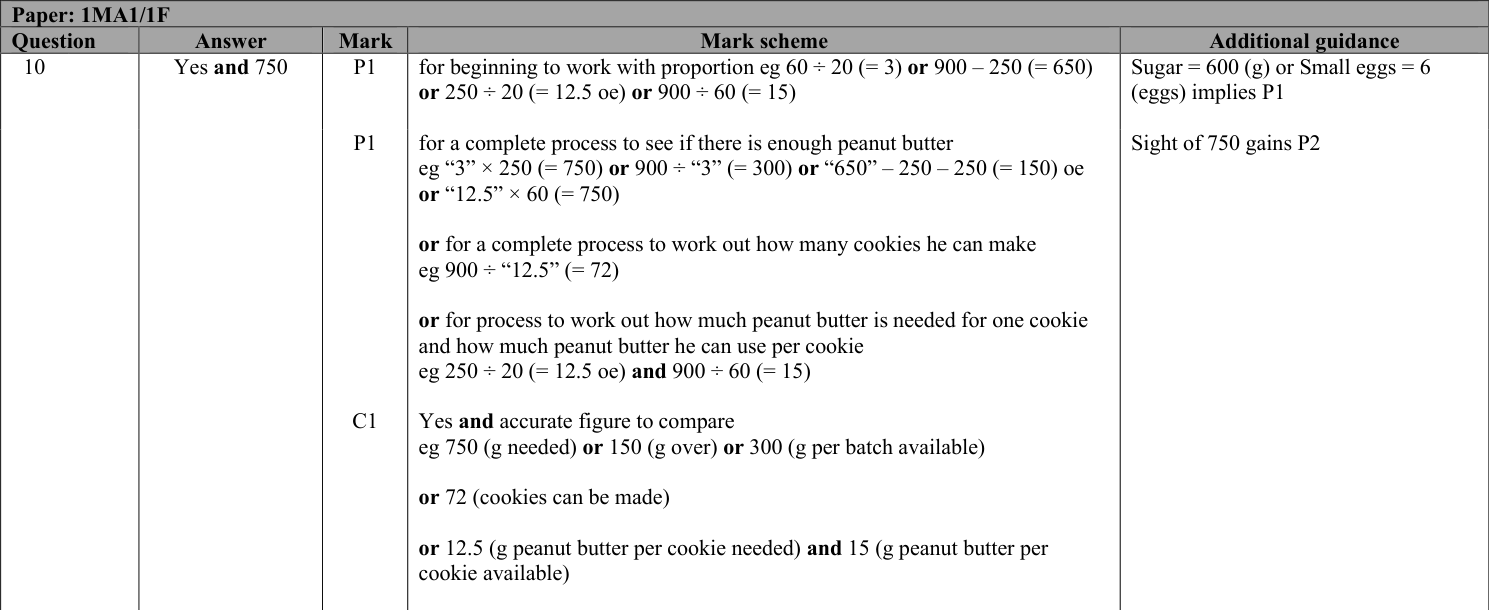 Paper: 1MA1/1F
Question Answer Mark Mark scheme Additional guidance
10 Yes and 750 P1 for beginning to work with proportion eg 60 ÷ 20 (= 3) or 900 – 250 (= 650) Sugar = 600 (g) or Small eggs = 6
or 250 ÷ 20 (= 12.5 oe) or 900 ÷ 60 (= 15) (eggs) implies P1
P1 for a complete process to see if there is enough peanut butter Sight of 750 gains P2
eg “3” × 250 (= 750) or 900 ÷ “3” (= 300) or “650” – 250 – 250 (= 150) oe
or “12.5” × 60 (= 750)
or for a complete process to work out how many cookies he can make
eg 900 ÷ “12.5” (= 72)
or for process to work out how much peanut butter is needed for one cookie
and how much peanut butter he can use per cookie
eg 250 ÷ 20 (= 12.5 oe) and 900 ÷ 60 (= 15)
C1 Yes and accurate figure to compare
eg 750 (g needed) or 150 (g over) or 300 (g per batch available)
or 72 (cookies can be made)
or 12.5 (g peanut butter per cookie needed) and 15 (g peanut butter per
cookie available)